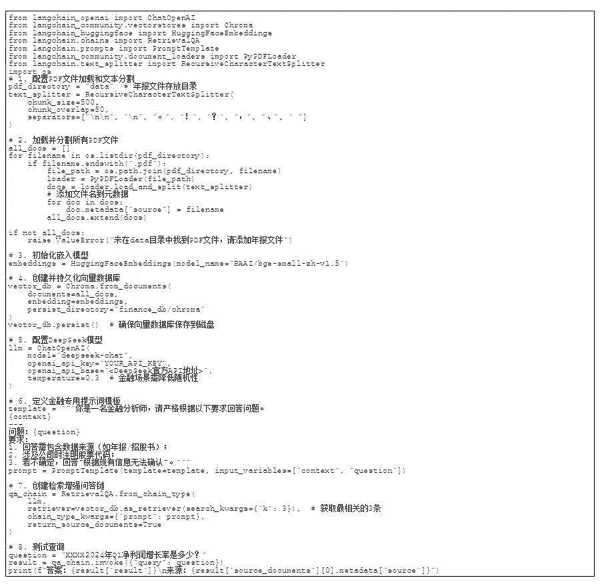 from langchain_openai import ChatOpenAI
from langchain_community.vectorstores import Chroma
from langchain_huggingface import HuggingFaceEmbeddings
from langchain.chains import RetrievalQA
from langchain.prompts import PromptTemplate
from langchain_community.document_loaders import PyPDFLoader
from langchain.text_splitter import RecursiveCharacterTextSplitter
import os
# 1. 配置PDF文件加载和文本分割
pdf_directory = "data" # 年报文件存放目录
text_splitter = RecursiveCharacterTextSplitter(
chunk_size=500,
chunk_overlap=50,
separators=["\n\n", "\n", "。", "！", "？", "，", "、", " "]
)
# 2. 加载并分割所有PDF文件
all_docs = []
for filename in os.listdir(pdf_directory):
if filename.endswith(".pdf"):
file_path = os.path.join(pdf_directory, filename)
loader = PyPDFLoader(file_path)
docs = loader.load_and_split(text_splitter)
# 添加文件名到元数据
for doc in docs:
doc.metadata["source"] = filename
all_docs.extend(docs)
if not all_docs:
raise ValueError("未在data目录中找到PDF文件，请添加年报文件")
# 3. 初始化嵌入模型
embeddings = HuggingFaceEmbeddings(model_name="BAAI/bge-small-zh-v1.5")
# 4. 创建并持久化向量数据库
vector_db = Chroma.from_documents(
documents=all_docs,
embedding=embeddings,
persist_directory="finance_db/chroma"
)
vector_db.persist() # 确保向量数据库保存到磁盘
# 5. 配置DeepSeek模型
llm = ChatOpenAI(
model="deepseek-chat",
openai_api_key="YOUR_API_KEY",
openai_api_base="<DeepSeek官方API地址>",
temperature=0.3 # 金融场景需降低随机性
)
# 6. 定义金融专用提示词模板
template = """你是一名金融分析师，请严格根据以下要求回答问题。
{context}
---
问题：{question}
要求：
1. 回答需包含数据来源（如年报/招股书）；
2. 涉及公司时注明股票代码；
3. 若不确定，回答"根据现有信息无法确认"。"""
prompt = PromptTemplate(template=template, input_variables=["context", "question"])
# 7. 创建检索增强问答链
qa_chain = RetrievalQA.from_chain_type(
llm,
retriever=vector_db.as_retriever(search_kwargs={"k": 3}), # 获取最相关的3条
chain_type_kwargs={"prompt": prompt},
return_source_documents=True
)
# 8. 测试查询
question = "XXXX2024年Q1净利润增长率是多少？"
result = qa_chain.invoke({"query": question})
print(f"答案：{result['result']}\n来源：{result['source_documents'][0].metadata['source']}")